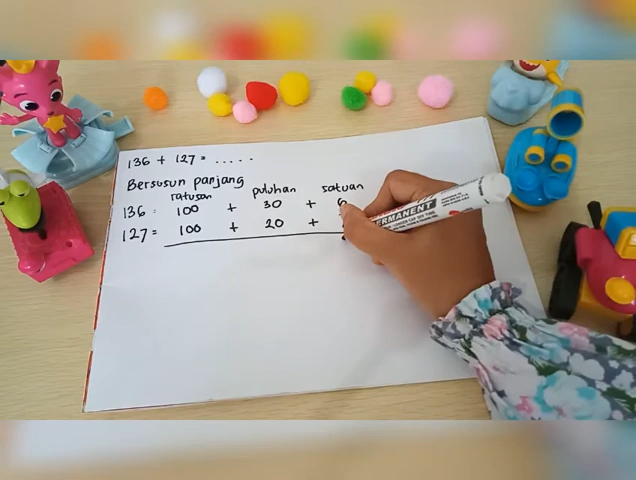 136 + 127 = .....
Bersusun panjang
ratusan puluhan satuan
136 : 100 + 30 + 6
127 = 100 + 20 +
PERMANENT